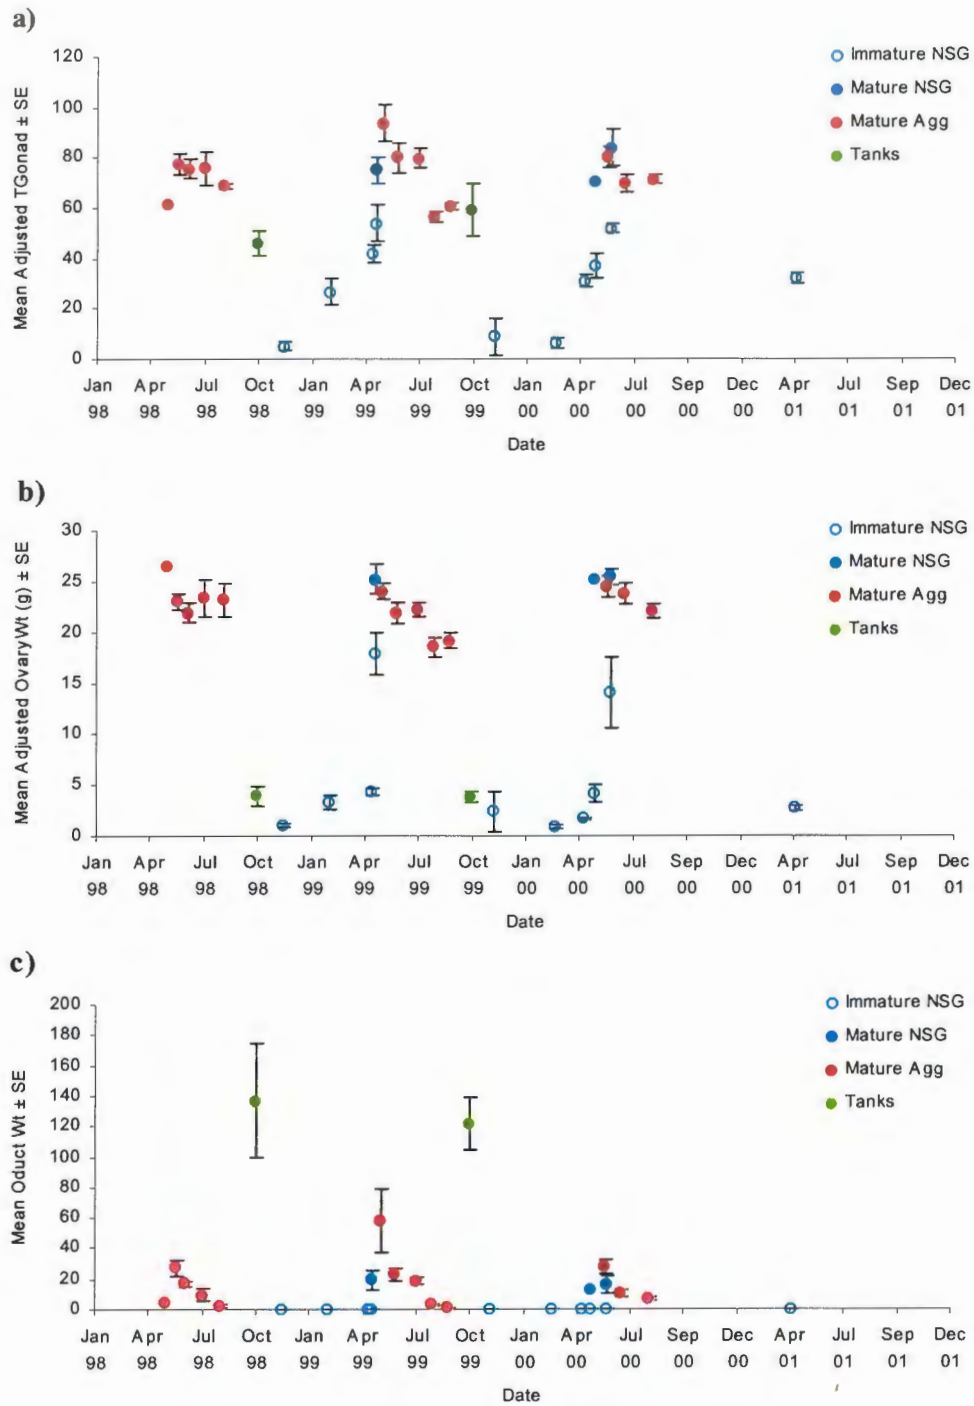 a)
Mean Adjusted TGonad ± SE
120
100
80
60
40
20
0
Jan Apr Jul Oct Jan Apr Jul Oct Jan Apr Jul Sep Dec Apr Jul Sep Dec
98 98 98 98 99 99 99 99 00 00 00 00 00 01 01 01 01
Date
Immature NSG
Mature NSG
Mature Agg
Tanks
b)
Mean Adjusted OvaryWt (g) ± SE
30
25
20
15
10
5
0
Jan Apr Jul Oct Jan Apr Jul Oct Jan Apr Jul Sep Dec Apr Jul Sep Dec
98 98 98 98 99 99 99 99 00 00 00 00 00 01 01 01 01
Date
Immature NSG
Mature NSG
Mature Agg
Tanks
c)
Mean Oduct Wt ± SE
200
180
160
140
120
100
80
60
40
20
0
Jan Apr Jul Oct Jan Apr Jul Oct Jan Apr Jul Sep Dec Apr Jul Sep Dec
98 98 98 98 99 99 99 99 00 00 00 00 00 01 01 01 01
Date
Immature NSG
Mature NSG
Mature Agg
Tanks